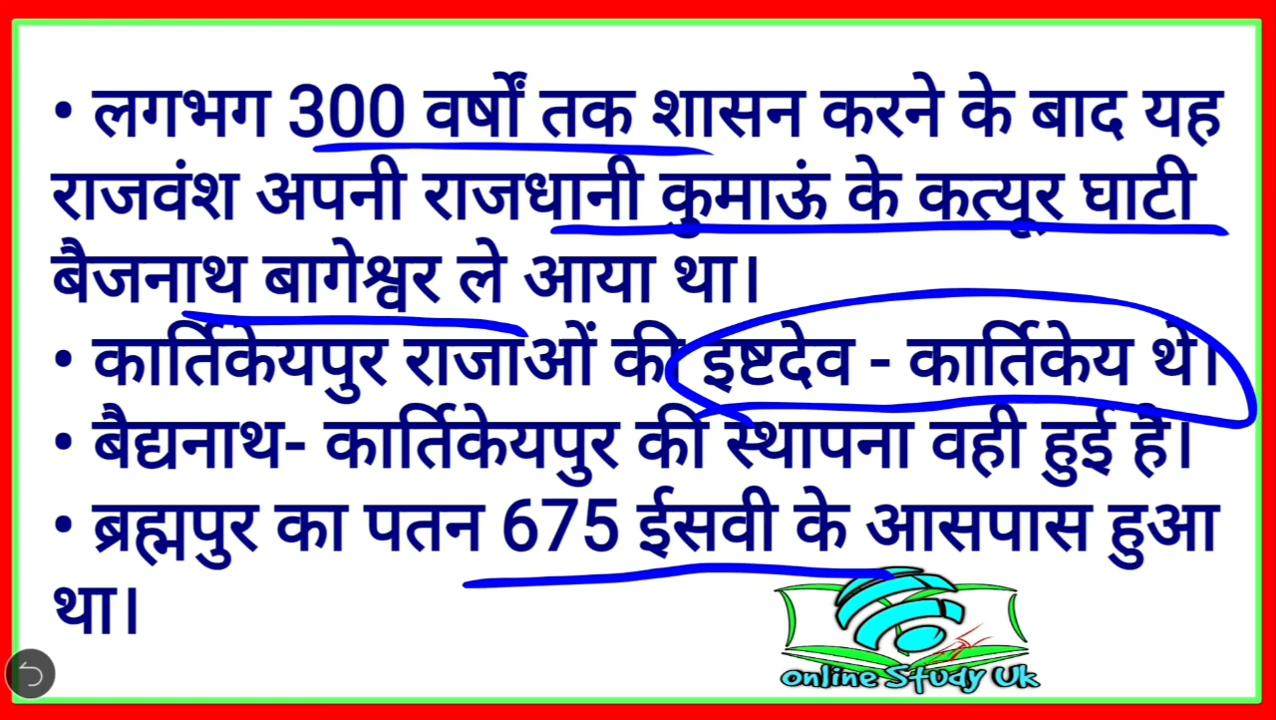 • लगभग 300 वर्षों तक शासन करने के बाद यह
राजवंश अपनी राजधानी कुमाऊं के कत्यूर घाटी
बैजनाथ बागेश्वर ले आया था।
• कार्तिकेयपुर राजाओं की इष्टदेव - कार्तिकेय थे।
• बैद्यनाथ- कार्तिकेयपुर की स्थापना वही हुई है।
• ब्रह्मपुर का पतन 675 ईसवी के आसपास हुआ
था।
online Study Uk